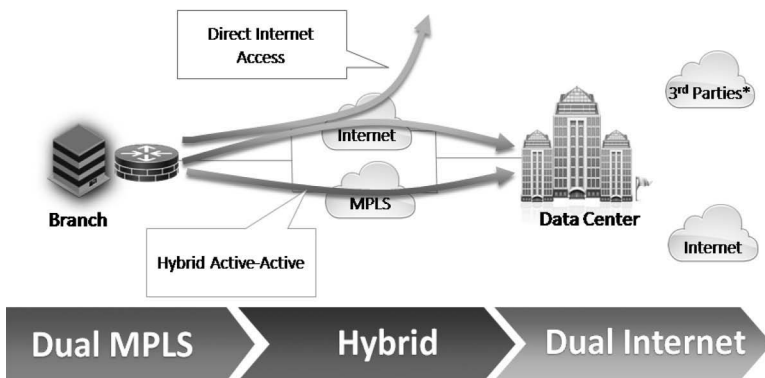 Direct Internet
Access
3rd Parties*
Internet
MPLS
Branch
Data Center
Internet
Hybrid Active-Active
Dual MPLS
Hybrid
Dual Internet